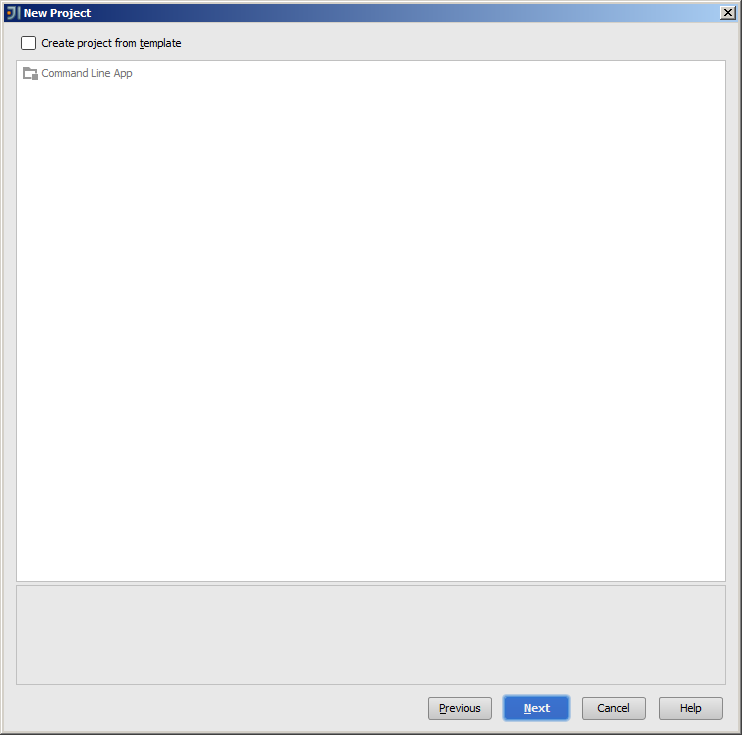 New Project
Create project from template
Command Line App
Previous Next Cancel Help